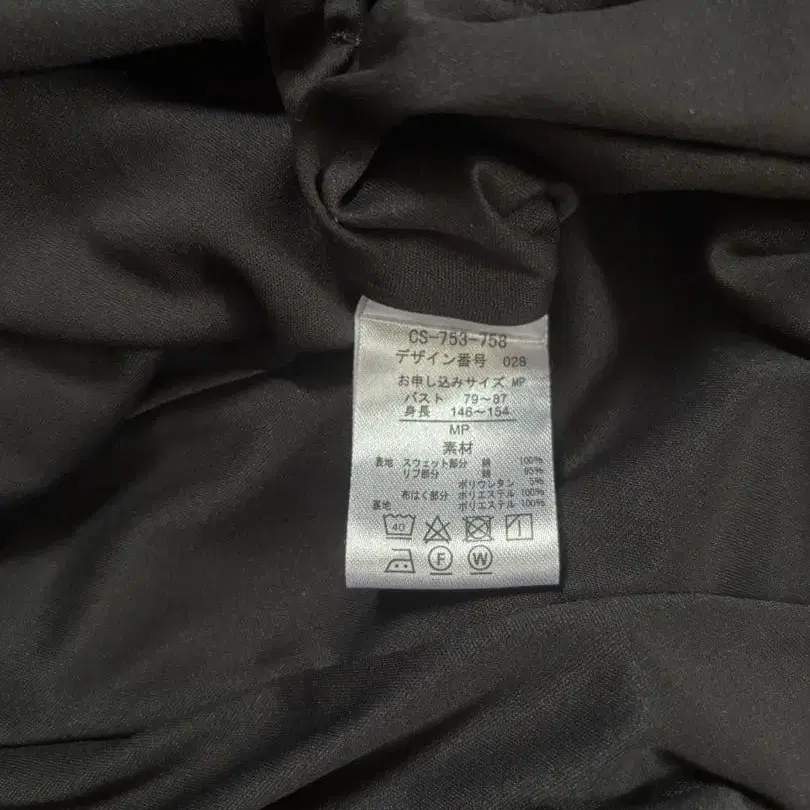 CS-753-758
デザイン番号 028
お申し込みサイズ MP
バスト 79~87
身長 146~154
MP
素材
表地 スウェット部分 綿 100%
リブ部分 綿 95%
ポリウレタン 5%
布はく部分 ポリエステル 100%
裏地 ポリエステル 100%
40
F W